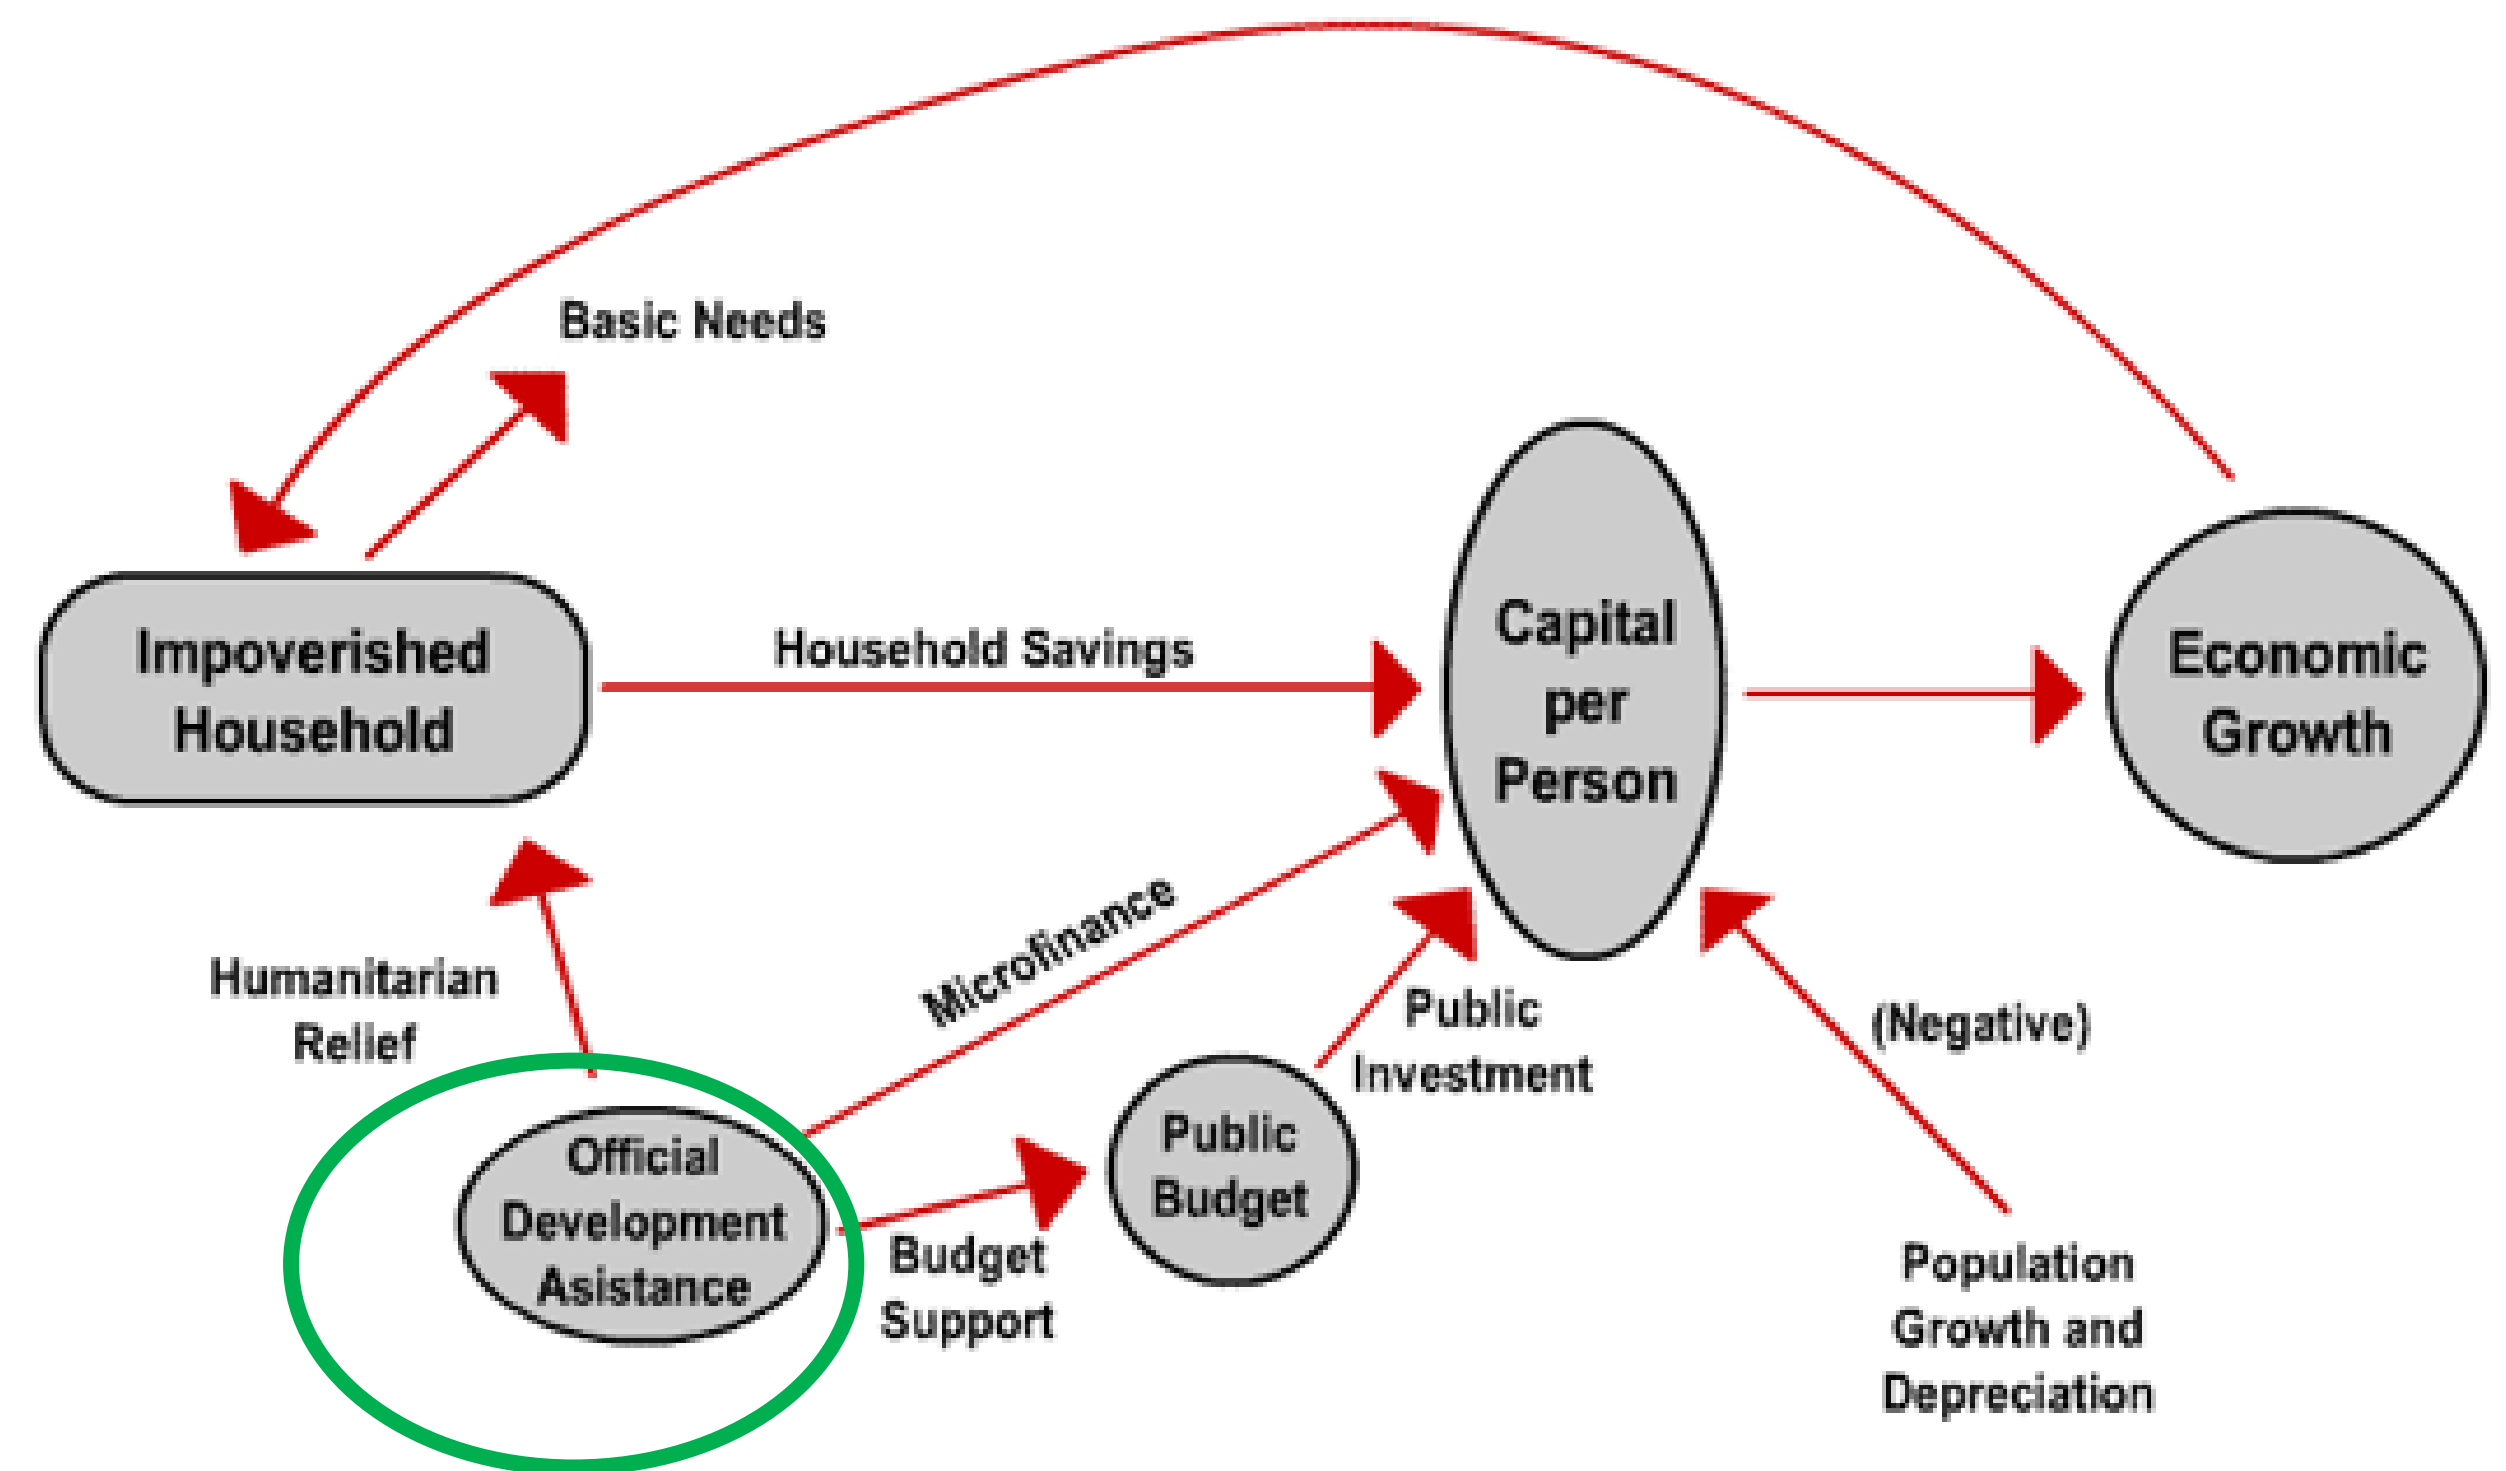 Basic Needs
Impoverished
Household
Household Savings
Capital
per
Person
Economic
Growth
Humanitarian
Relief
Microfinance
Public
Investment
(Negative)
Official
Development
Asistance
Budget
Support
Public
Budget
Population
Growth and
Depreciation